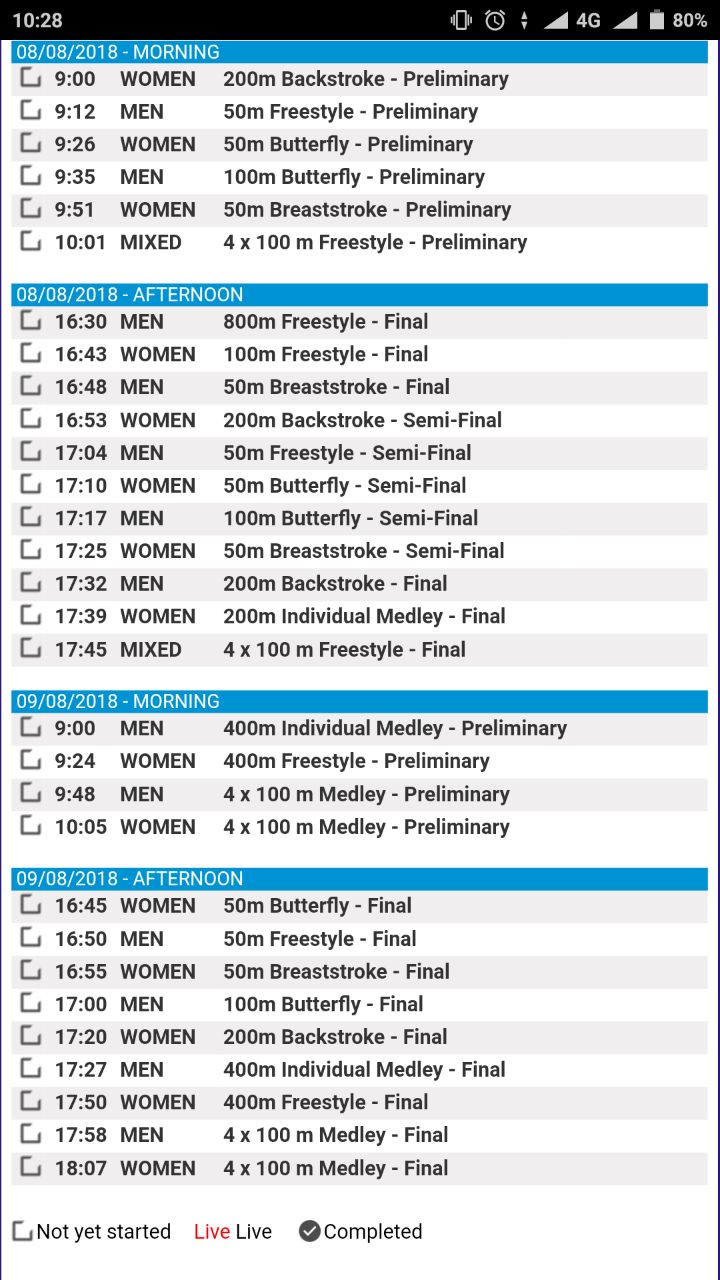 10:28 4G 80%
08/08/2018 - MORNING
9:00 WOMEN 200m Backstroke - Preliminary
9:12 MEN 50m Freestyle - Preliminary
9:26 WOMEN 50m Butterfly - Preliminary
9:35 MEN 100m Butterfly - Preliminary
9:51 WOMEN 50m Breaststroke - Preliminary
10:01 MIXED 4 x 100 m Freestyle - Preliminary
08/08/2018 - AFTERNOON
16:30 MEN 800m Freestyle - Final
16:43 WOMEN 100m Freestyle - Final
16:48 MEN 50m Breaststroke - Final
16:53 WOMEN 200m Backstroke - Semi-Final
17:04 MEN 50m Freestyle - Semi-Final
17:10 WOMEN 50m Butterfly - Semi-Final
17:17 MEN 100m Butterfly - Semi-Final
17:25 WOMEN 50m Breaststroke - Semi-Final
17:32 MEN 200m Backstroke - Final
17:39 WOMEN 200m Individual Medley - Final
17:45 MIXED 4 x 100 m Freestyle - Final
09/08/2018 - MORNING
9:00 MEN 400m Individual Medley - Preliminary
9:24 WOMEN 400m Freestyle - Preliminary
9:48 MEN 4 x 100 m Medley - Preliminary
10:05 WOMEN 4 x 100 m Medley - Preliminary
09/08/2018 - AFTERNOON
16:45 WOMEN 50m Butterfly - Final
16:50 MEN 50m Freestyle - Final
16:55 WOMEN 50m Breaststroke - Final
17:00 MEN 100m Butterfly - Final
17:20 WOMEN 200m Backstroke - Final
17:27 MEN 400m Individual Medley - Final
17:50 WOMEN 400m Freestyle - Final
17:58 MEN 4 x 100 m Medley - Final
18:07 WOMEN 4 x 100 m Medley - Final
Not yet started Live Live Completed